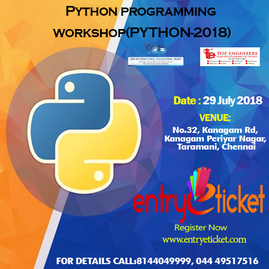 PYTHON PROGRAMMING
WORKSHOP(PYTHON-2018)
TOP ENGINEERS
Date : 29 July 2018
VENUE:
No.32, Kanagam Rd,
Kanagam Periyar Nagar,
Taramani, Chennai
entryeticket
Register Now
www.entryeticket.com
FOR DETAILS CALL:8144049999, 044 49517516